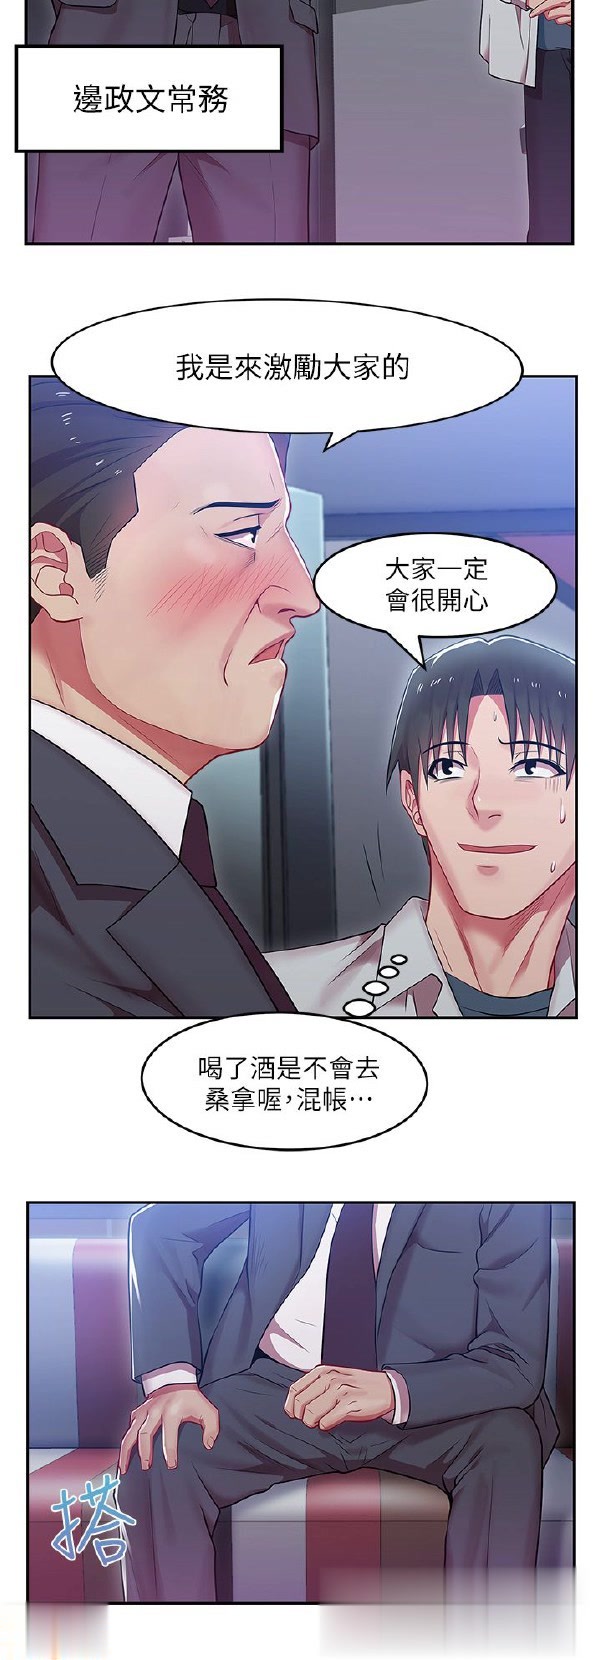 邊政文常務
我是來激勵大家的
大家一定
會很開心
喝了酒是不會去
桑拿喔,混帳⋯
搭